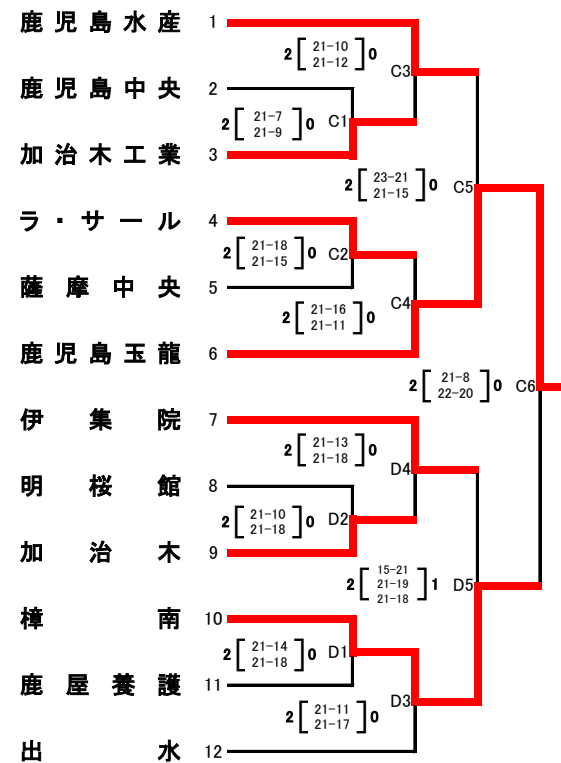 鹿児島水産 1
2 21-10 0
21-12
C3
鹿児島中央 2
2 21-7 0
21-9
C1
加治木工業 3
2 23-21 0
21-15
C5
ラ・サール 4
2 21-18 0
21-15
C2
薩摩中央 5
2 21-16 0
21-11
C4
鹿児島玉龍 6
2 21-8 0
22-20
C6
伊集院 7
2 21-13 0
21-18
D4
明桜館 8
2 21-10 0
21-18
D2
加治木 9
2 15-21 1
21-19
21-18
D5
樟南 10
2 21-14 0
21-18
D1
鹿屋養護 11
2 21-11 0
21-17
D3
出水 12